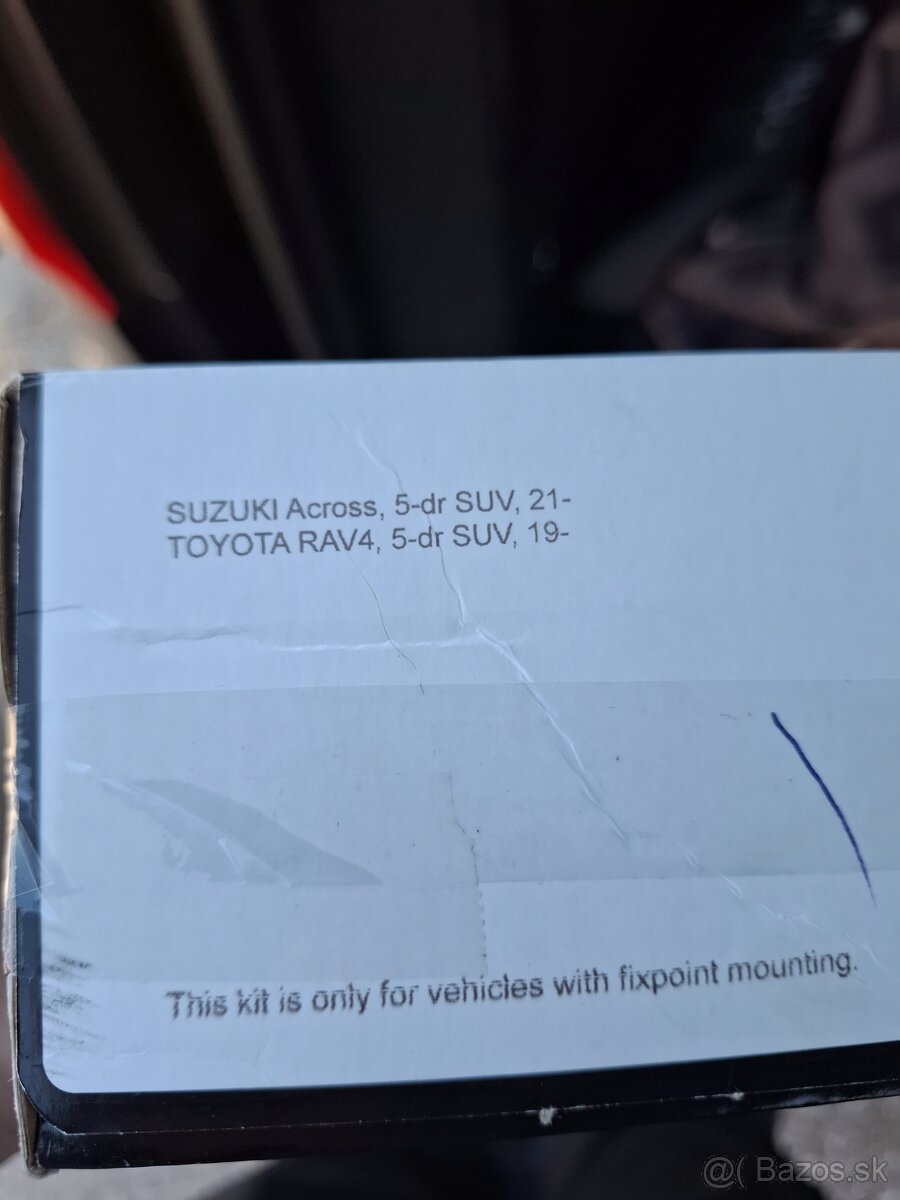 SUZUKI Across, 5-dr SUV, 21-
TOYOTA RAV4, 5-dr SUV, 19-
This kit is only for vehicles with fixpoint mounting.
@( Bazos.sk